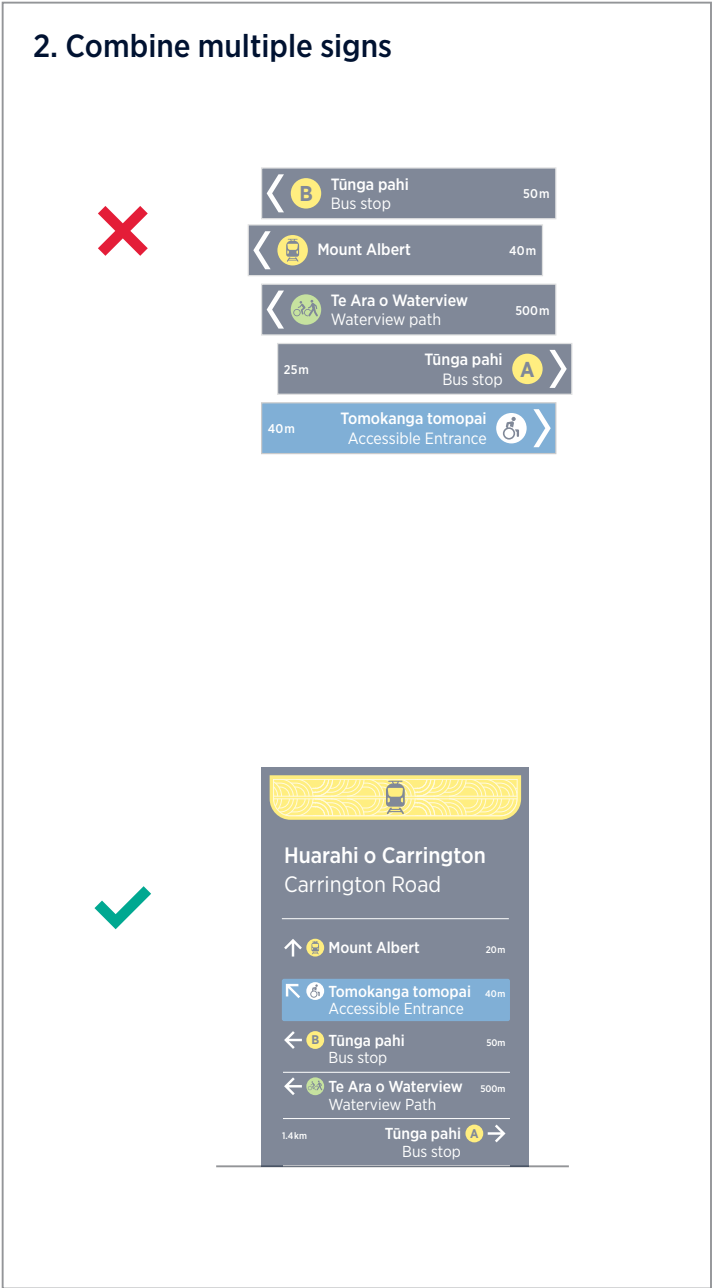 2. Combine multiple signs
B
Tūnga pahi
Bus stop
50m
Mount Albert
40m
Te Ara o Waterview
Waterview path
500m
25m
Tūnga pahi
Bus stop
A
40m
Tomokanga tomopai
Accessible Entrance
Huarahi o Carrington
Carrington Road
Mount Albert
20m
Tomokanga tomopai
Accessible Entrance
40m
B
Tūnga pahi
Bus stop
50m
Te Ara o Waterview
Waterview Path
500m
1.4km
Tūnga pahi
Bus stop
A